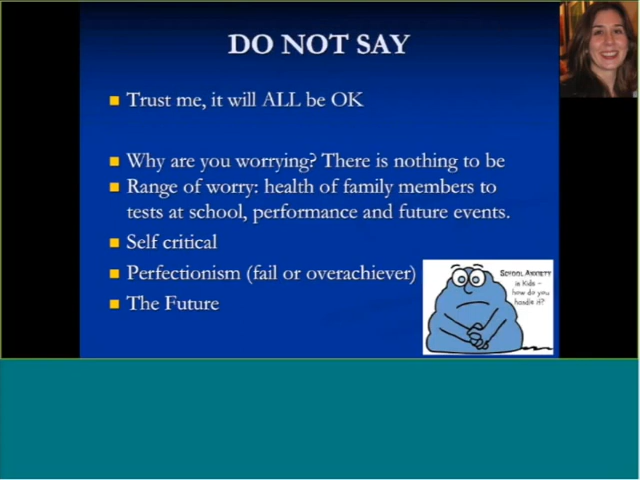 DO NOT SAY
Trust me, it will ALL be OK
Why are you worrying? There is nothing to be
Range of worry: health of family members to
tests at school, performance and future events.
Self critical
Perfectionism (fail or overachiever)
The Future
SCHOOL ANXIETY
in Kids –
how do you
handle it?